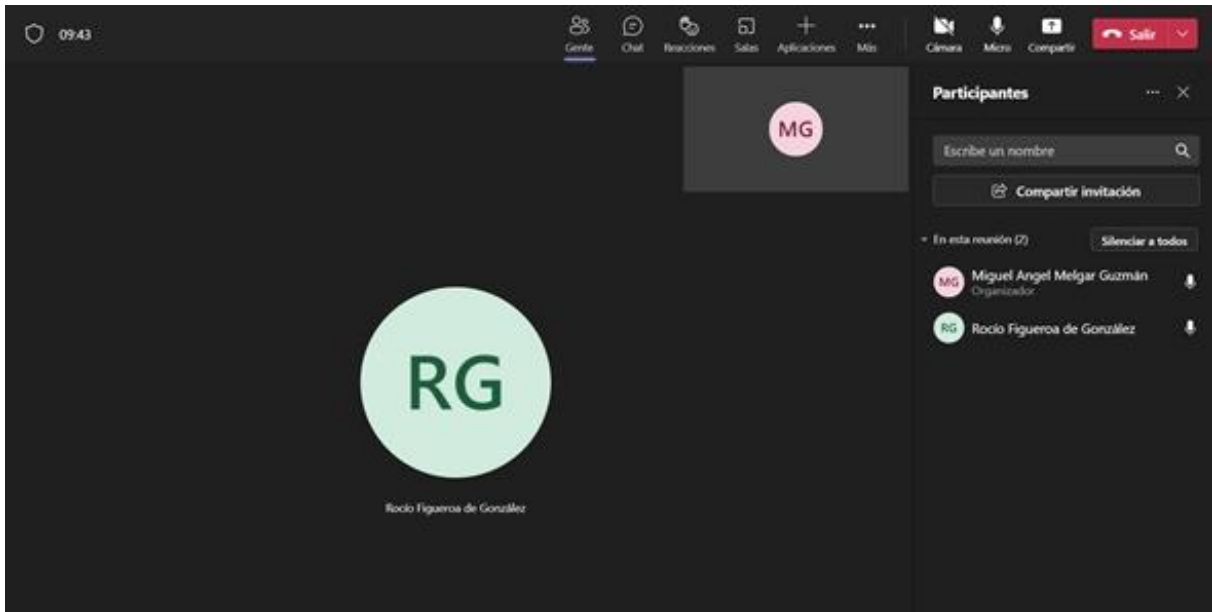 09:43
Gente Chat Reacciones Salas Aplicaciones Más Cámara Micro Compartir Salir
MG
Participantes
Escribe un nombre
Compartir invitación
En esta reunión (2) Silenciar a todos
MG Miguel Angel Melgar Guzmán
Organizador
RG Rocío Figueroa de González
RG
Rocío Figueroa de González